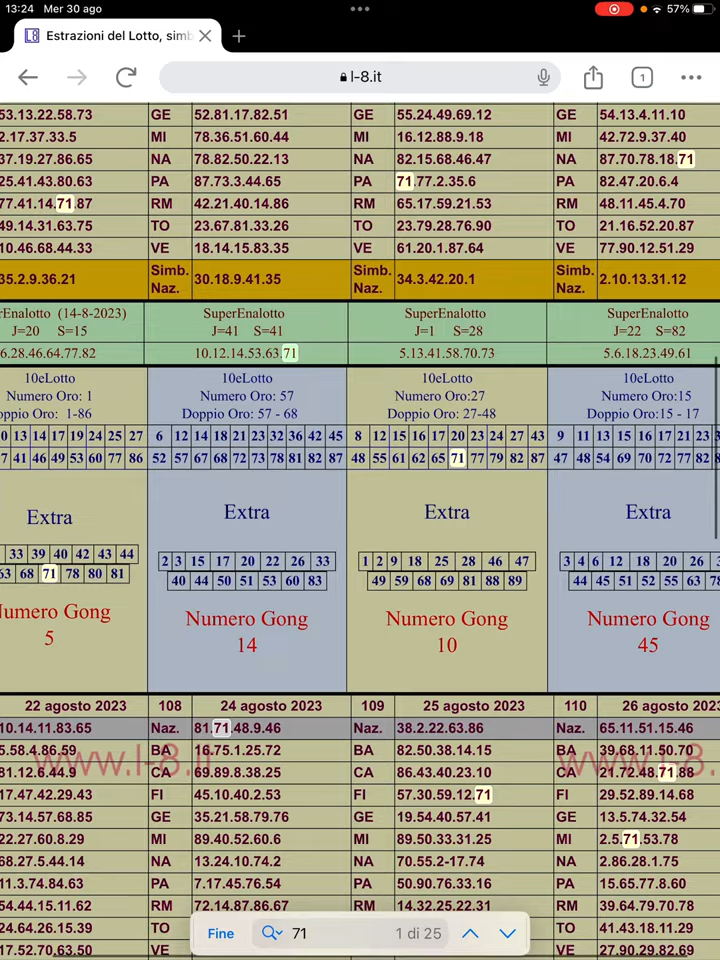 13:24 Mer 30 ago 57%
Estrazioni del Lotto, simb
l-8.it 1
53.13.22.58.73 GE 52.81.17.82.51 GE 55.24.49.69.12 GE 54.13.4.11.10
2.17.37.33.5 MI 78.36.51.60.44 MI 16.12.88.9.18 MI 42.72.9.37.40
37.19.27.86.65 NA 78.82.50.22.13 NA 82.15.68.46.47 NA 87.70.78.18.71
25.41.43.80.63 PA 87.73.3.44.65 PA 71.77.2.35.6 PA 82.47.20.6.4
77.41.14.71.87 RM 42.21.40.14.86 RM 65.17.59.21.53 RM 48.11.45.4.70
49.14.31.63.75 TO 23.67.81.33.26 TO 23.79.28.76.90 TO 21.16.52.20.87
10.46.68.44.33 VE 18.14.15.83.35 VE 61.20.1.87.64 VE 77.90.12.51.29
35.2.9.36.21 Simb. Naz. 30.18.9.41.35 Simb. Naz. 34.3.42.20.1 Simb. Naz. 2.10.13.31.12
rEnalotto (14-8-2023) SuperEnalotto SuperEnalotto SuperEnalotto
J=20 S=15 J=41 S=41 J=1 S=28 J=22 S=82
6.28.46.64.77.82 10.12.14.53.63.71 5.13.41.58.70.73 5.6.18.23.49.61
10eLotto 10eLotto 10eLotto 10eLotto
Numero Oro: 1 Numero Oro: 57 Numero Oro:27 Numero Oro:15
oppio Oro: 1-86 Doppio Oro: 57 - 68 Doppio Oro: 27-48 Doppio Oro:15 - 17
0 13 14 17 19 24 25 27 6 12 14 18 21 23 32 36 42 45 8 12 15 16 17 20 23 24 27 43 9 11 13 15 16 17 21 23 3
7 41 46 49 53 60 77 86 52 57 67 68 72 73 78 81 82 87 48 55 61 62 65 71 77 79 82 87 47 48 54 69 70 72 77 82 8
Extra Extra Extra Extra
33 39 40 42 43 44 2 3 15 17 20 22 26 33 1 2 9 18 25 28 46 47 3 4 6 12 18 20 26 3
63 68 71 78 80 81 40 44 50 51 53 60 83 49 59 68 69 81 88 89 44 45 51 52 55 63 78
Numero Gong Numero Gong Numero Gong Numero Gong
5 14 10 45
22 agosto 2023 108 24 agosto 2023 109 25 agosto 2023 110 26 agosto 2023
10.14.11.83.65 Naz. 81.71.48.9.46 Naz. 38.2.22.63.86 Naz. 65.11.51.15.46
5.58.4.86.59 BA 16.75.1.25.72 BA 82.50.38.14.15 BA 39.68.11.50.70
www.l-8.it www.l-8.
81.12.6.44.9 CA 69.89.8.38.25 CA 86.43.40.23.10 CA 21.72.48.71.88
17.47.42.29.43 FI 45.10.40.2.53 FI 57.30.59.12.71 FI 29.52.89.14.68
73.14.57.68.85 GE 35.21.58.79.76 GE 19.54.40.57.41 GE 13.5.74.32.54
22.27.60.8.29 MI 89.40.52.60.6 MI 89.50.33.31.25 MI 2.5.71.53.78
68.27.5.44.14 NA 13.24.10.74.2 NA 70.55.2-17.74 NA 2.86.28.1.75
11.3.74.84.63 PA 7.17.45.76.54 PA 50.90.76.33.16 PA 15.65.77.8.60
54.44.15.11.62 RM 72.14.87.86.67 RM 14.32.25.22.31 RM 39.64.79.70.78
24.64.26.15.39 TO TO 41.43.18.11.29
17.52.70.63.50 VE VE 27.90.29.82.69
Fine 71 1 di 25